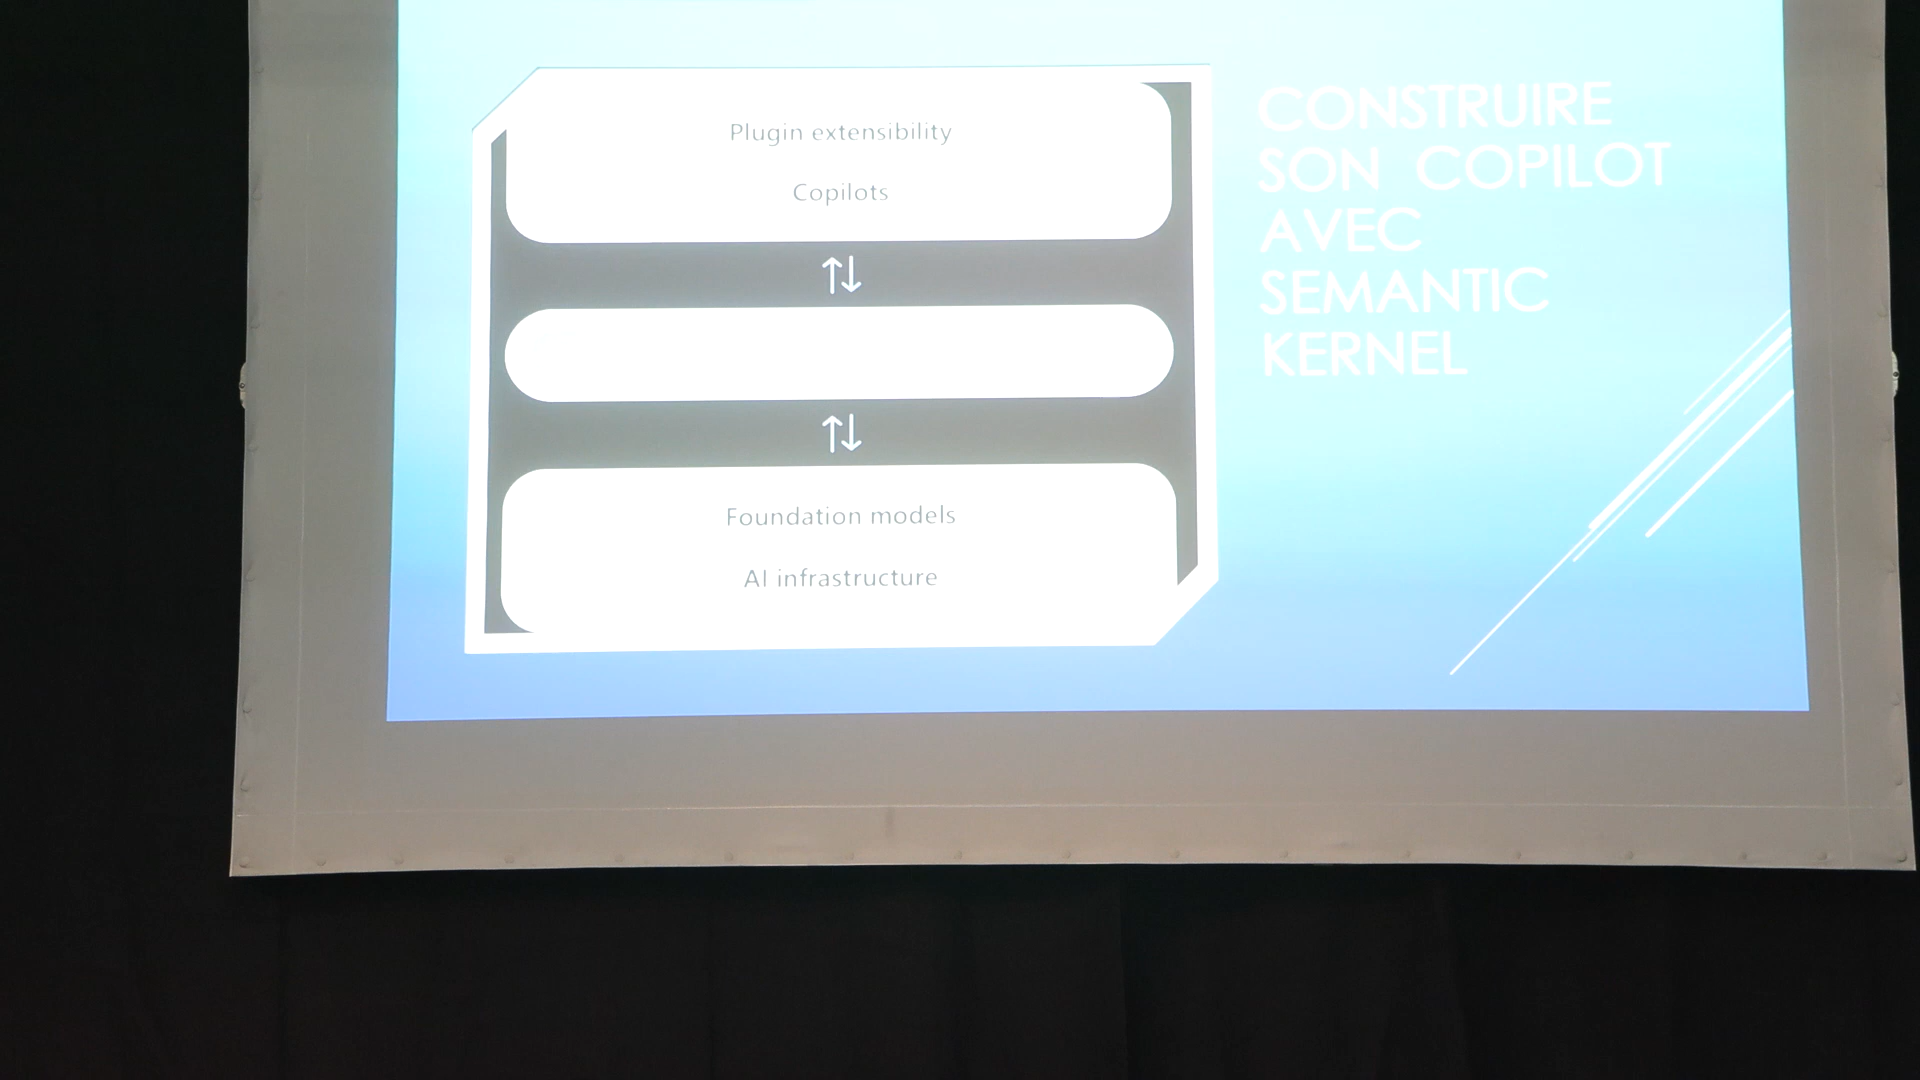 Plugin extensibility
Copilots
Foundation models
AI infrastructure
CONSTRUIRE
SON COPILOT
AVEC
SEMANTIC
KERNEL